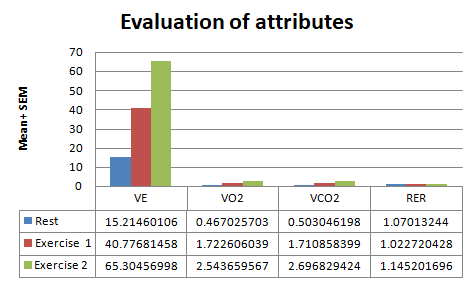 Evaluation of attributes
Mean+ SEM
70
60
50
40
30
20
10
0
VE VO2 VCO2 RER
Rest 15.21460106 0.467025703 0.503046198 1.07013244
Exercise 1 40.77681458 1.722606039 1.710858399 1.022720428
Exercise 2 65.30456998 2.543659567 2.696829424 1.145201696